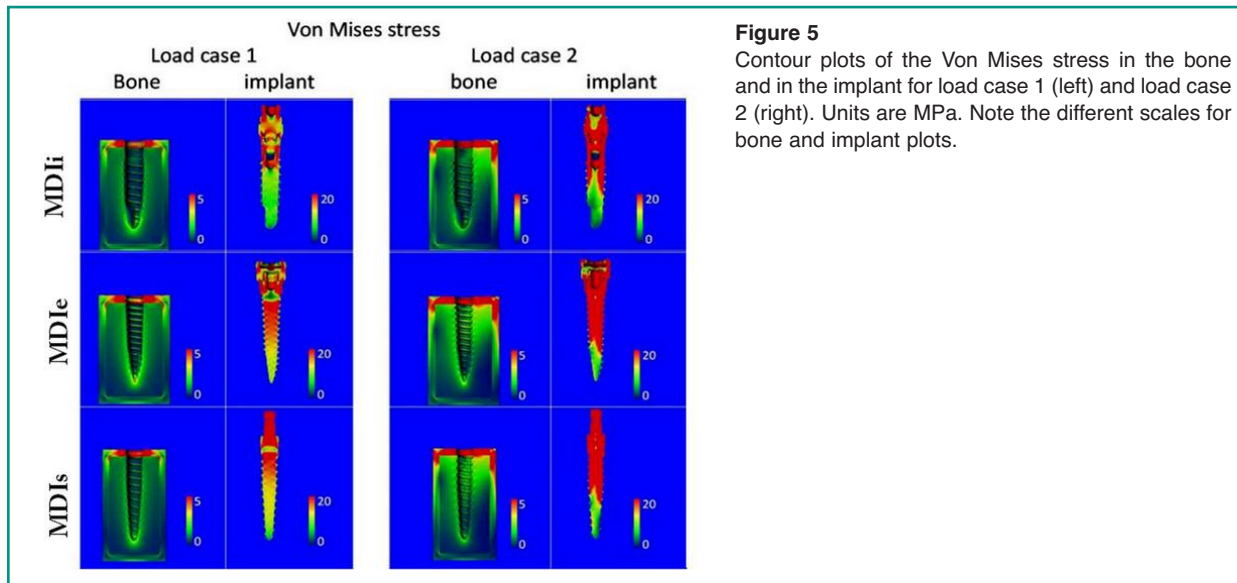 Von Mises stress
Load case 1 Load case 2
Bone implant bone implant
MDIi
5 20 5 20
0 0 0 0
MDIe
5 20 5 20
0 0 0 0
MDIs
5 20 5 20
0 0 0 0
Figure 5
Contour plots of the Von Mises stress in the bone
and in the implant for load case 1 (left) and load case
2 (right). Units are MPa. Note the different scales for
bone and implant plots.